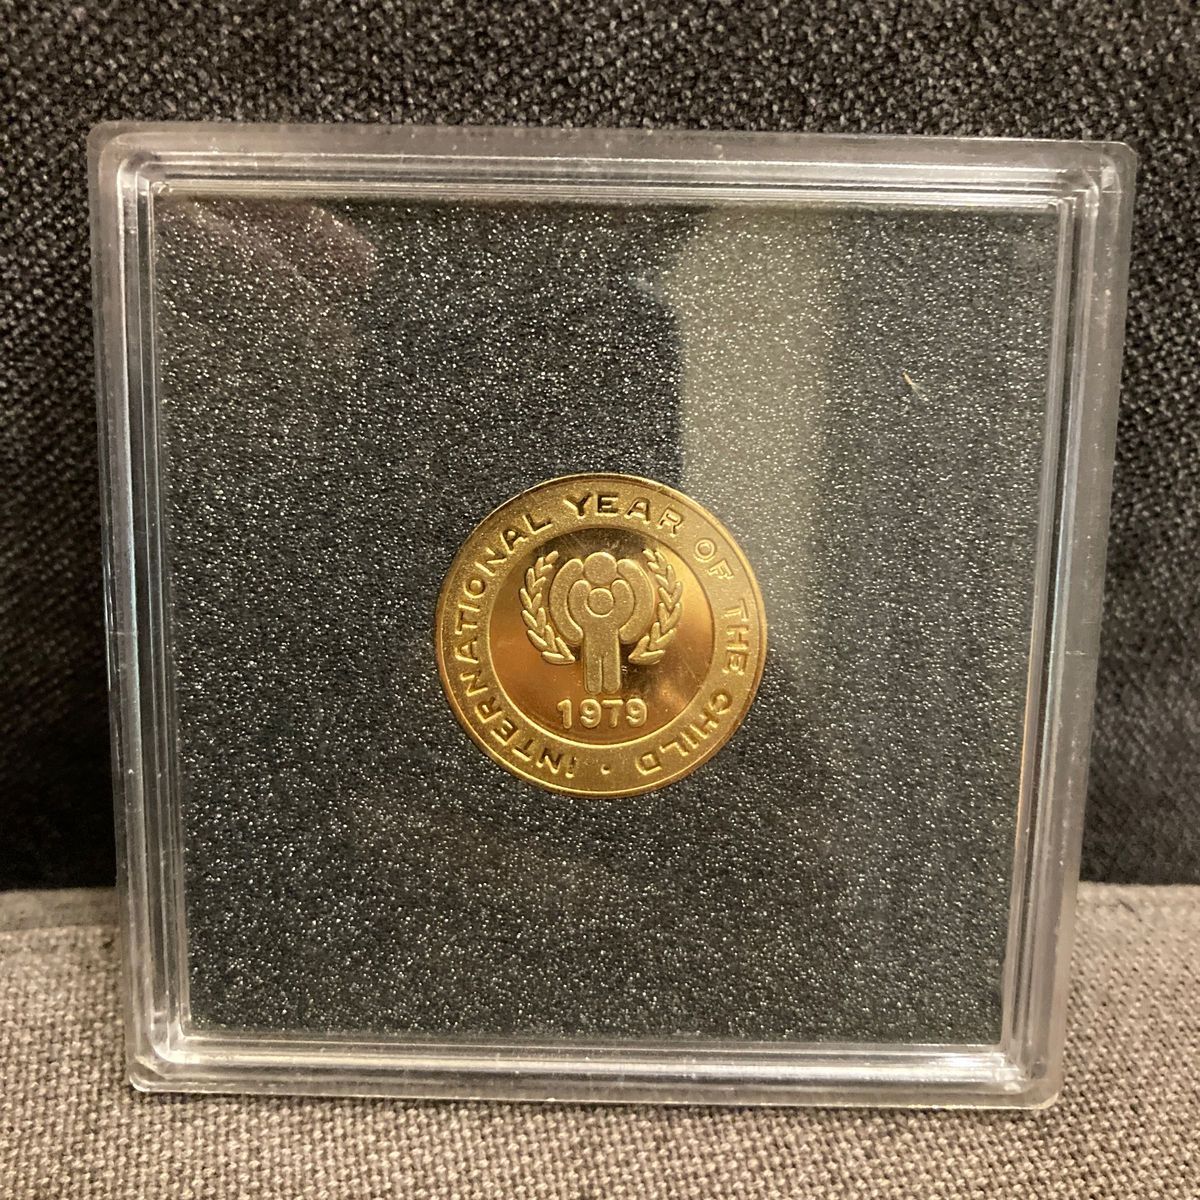 INTERNATIONAL YEAR OF THE CHILD ·
1979